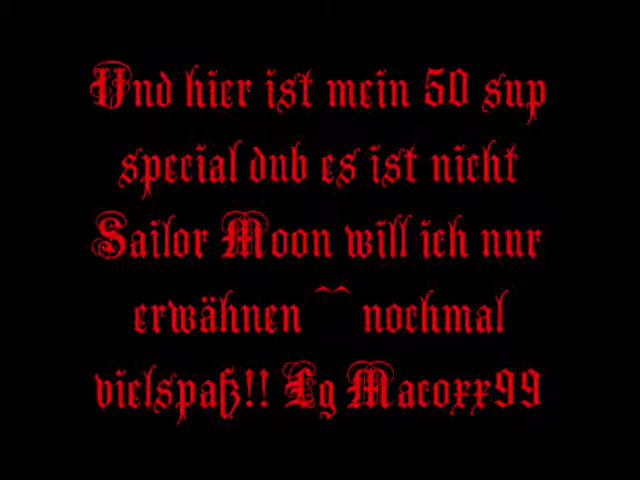 Und hier ist mein 50 sup
special dub es ist nicht
Sailor Moon will ich nur
erwähnen ^^ nochmal
vielspaß!! Lg Macoxx99